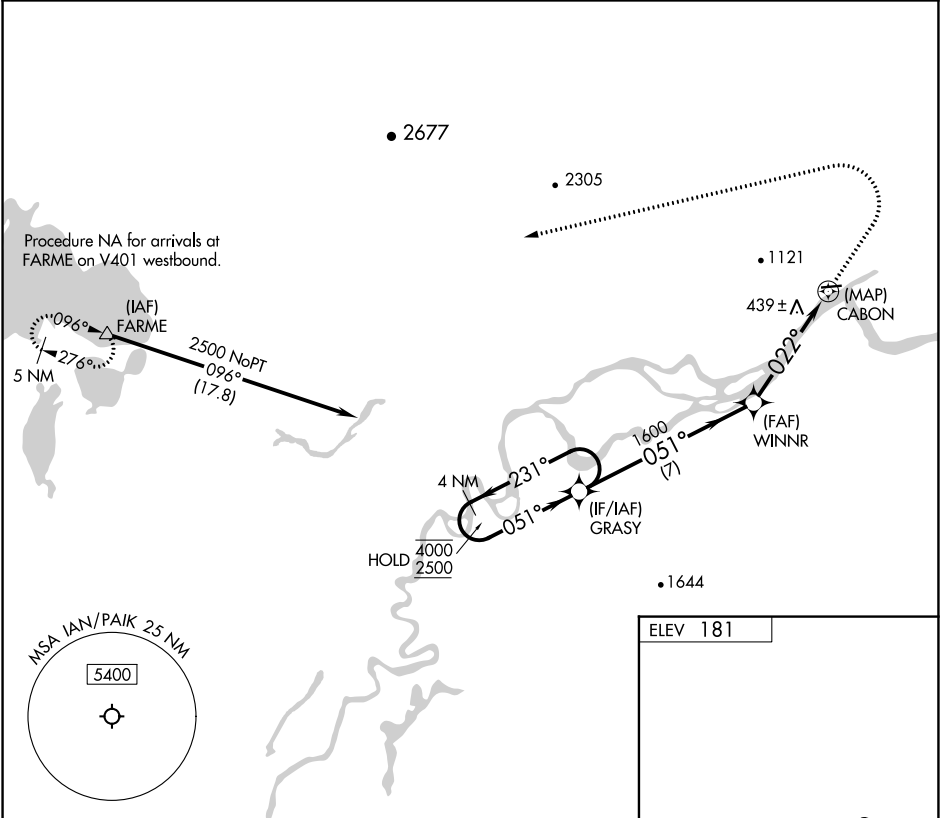 2677
2305
Procedure NA for arrivals at
FARME on V401 westbound.
1121
(IAF)
FARME
096°
276°
5 NM
2500 NoPT
096°
(17.8)
439±
(MAP)
CABON
022°
(FAF)
WINNR
1600
051°
(7)
4 NM
231°
051°
(IF/IAF)
GRASY
HOLD
4000
2500
1644
MSA IAN/PAIK 25 NM
5400
ELEV 181